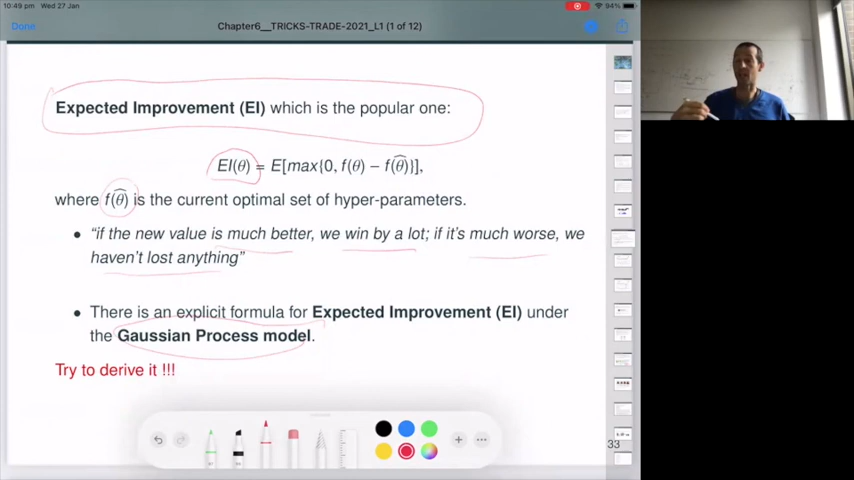 10:49 pm Wed 27 Jan
94%
Done
Chapter6__TRICKS-TRADE-2021_L1 (1 of 12)
Expected Improvement (EI) which is the popular one:
EI(θ) = E[max{0, f(θ) − f(θ̂)}],
where f(θ̂) is the current optimal set of hyper-parameters.
• “if the new value is much better, we win by a lot; if it's much worse, we
haven't lost anything”
• There is an explicit formula for Expected Improvement (EI) under
the Gaussian Process model.
Try to derive it !!!
33